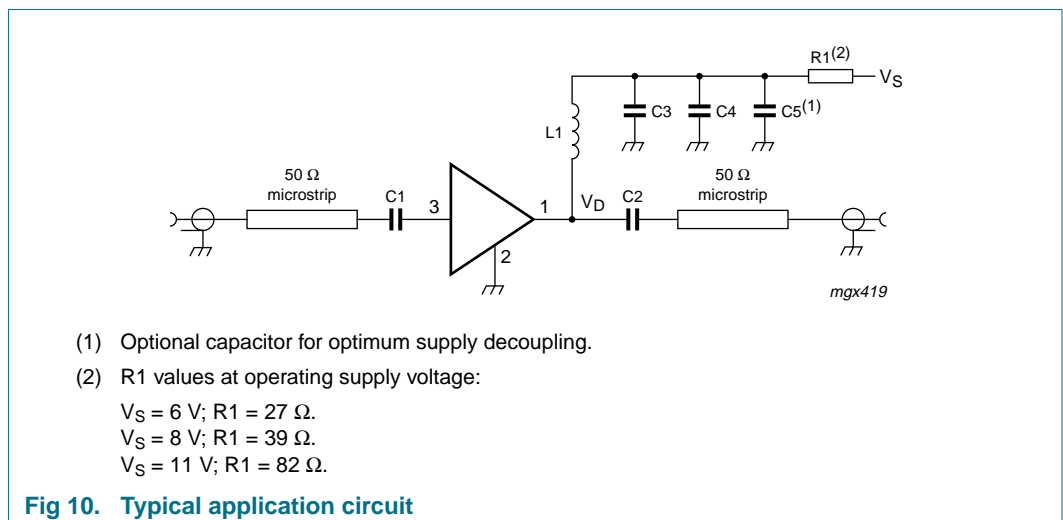 R1(2)
VS
C3
C4
C5(1)
L1
50 Ω
microstrip
C1
3
1
VD
C2
50 Ω
microstrip
2
mgx419
(1) Optional capacitor for optimum supply decoupling.
(2) R1 values at operating supply voltage:
VS = 6 V; R1 = 27 Ω.
VS = 8 V; R1 = 39 Ω.
VS = 11 V; R1 = 82 Ω.
Fig 10. Typical application circuit